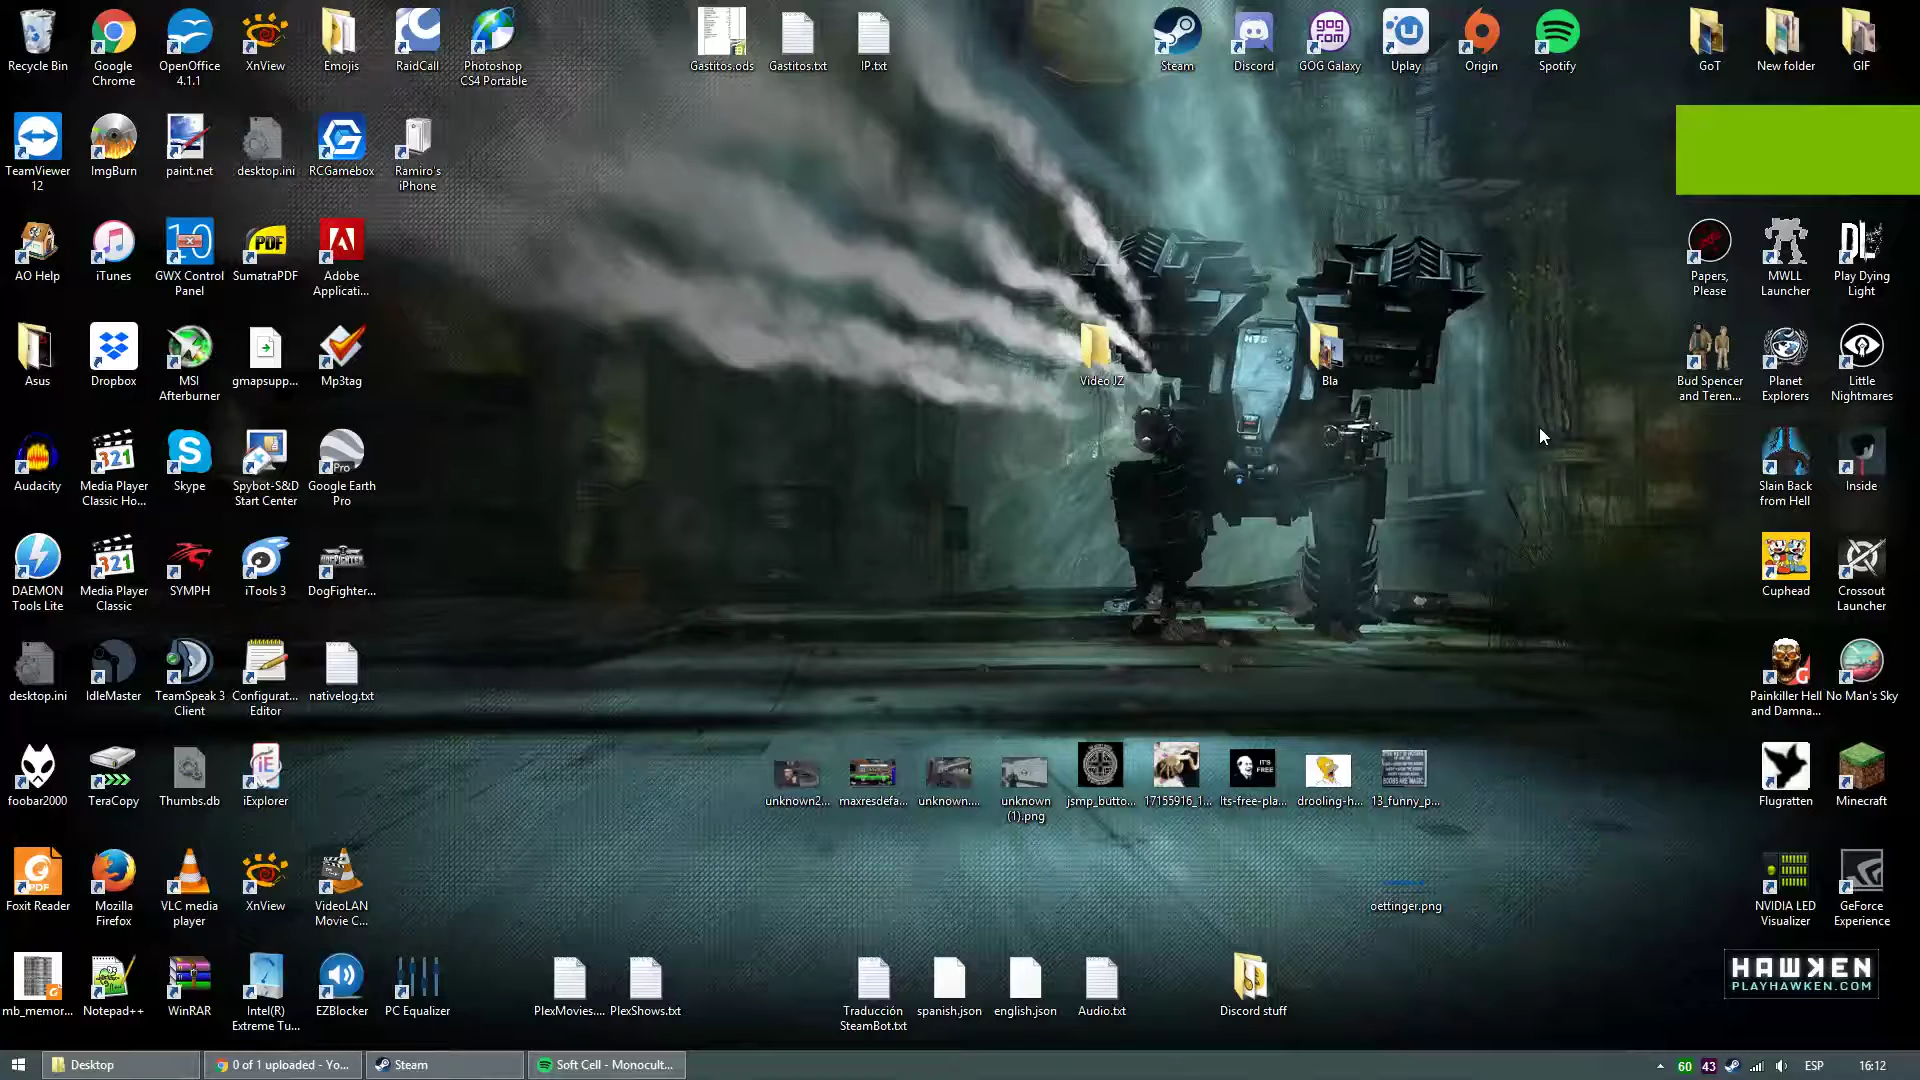 Recycle Bin
Google
Chrome
OpenOffice
4.1.1
XnView
Emojis
RaidCall
Photoshop
CS4 Portable
Gastitos.ods
Gastitos.txt
IP.txt
Steam
Discord
GOG Galaxy
Uplay
Origin
Spotify
GoT
New folder
GIF
TeamViewer
12
ImgBurn
paint.net
desktop.ini
RCGamebox
Ramiro's
iPhone
AO Help
iTunes
GWX Control
Panel
SumatraPDF
Adobe
Applicati...
Papers,
Please
MWLL
Launcher
Play Dying
Light
Asus
Dropbox
MSI
Afterburner
gmapsupp...
Mp3tag
Video JZ
Bla
Bud Spencer
and Teren...
Planet
Explorers
Little
Nightmares
Audacity
Media Player
Classic Ho...
Skype
Spybot-S&D
Start Center
Google Earth
Pro
Slain Back
from Hell
Inside
DAEMON
Tools Lite
Media Player
Classic
SYMPH
iTools 3
DogFighter...
Cuphead
Crossout
Launcher
desktop.ini
IdleMaster
TeamSpeak 3
Client
Configurat...
Editor
nativelog.txt
Painkiller Hell
and Damna...
No Man's Sky
foobar2000
TeraCopy
Thumbs.db
iExplorer
unknown2...
maxresdefa...
unknown....
unknown
(1).png
jsmp_butto...
17155916_1...
Its-free-pla...
drooling-h...
13_funny_p...
Flugratten
Minecraft
Foxit Reader
Mozilla
Firefox
VLC media
player
XnView
VideoLAN
Movie C...
oettinger.png
NVIDIA LED
Visualizer
GeForce
Experience
mb_memor...
Notepad++
WinRAR
Intel(R)
Extreme Tu...
EZBlocker
PC Equalizer
PlexMovies....
PlexShows.txt
Traducción
SteamBot.txt
spanish.json
english.json
Audio.txt
Discord stuff
HAWKEN
PLAYHAWKEN.COM
Desktop
0 of 1 uploaded - Yo...
Steam
Soft Cell - Monocult...
60
43
ESP
16:12